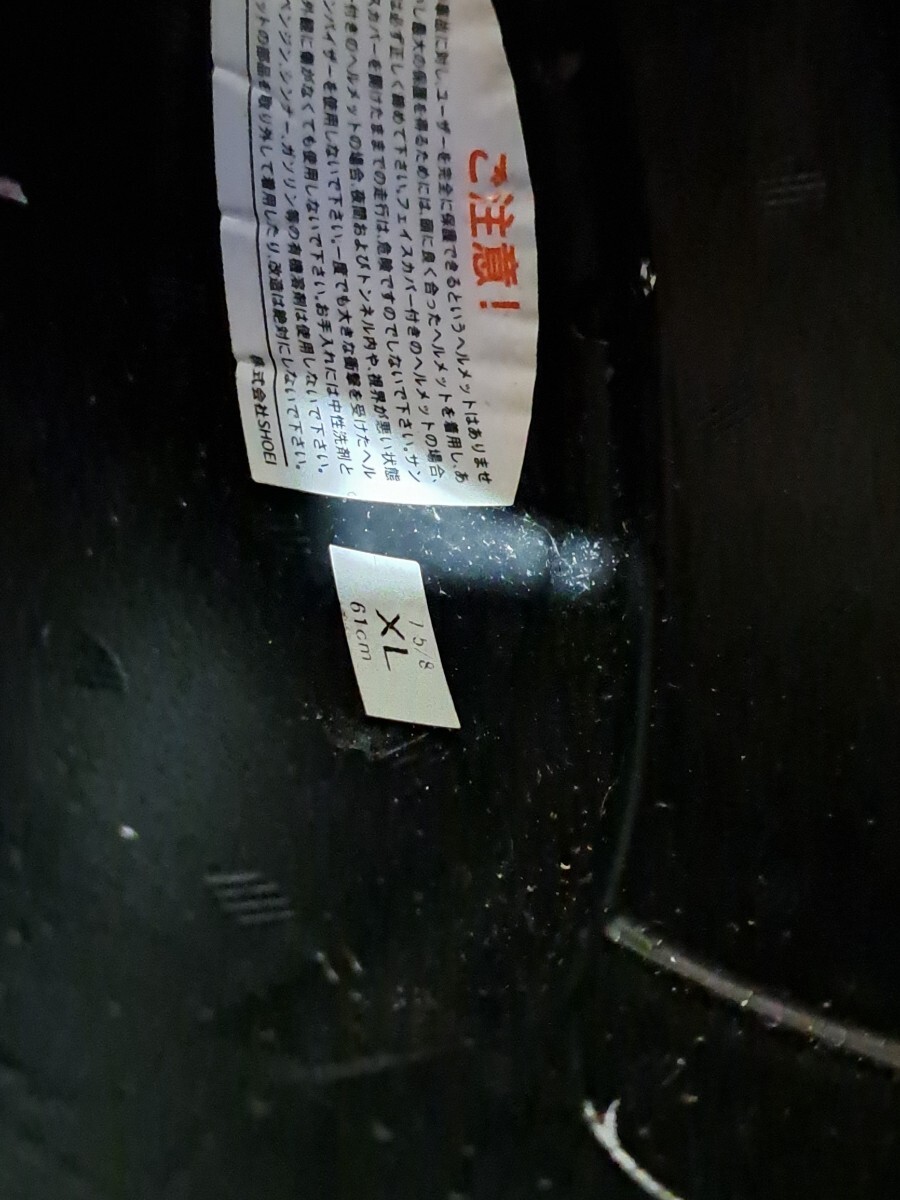 ご注意!
事故に対し、ユーザーを完全に保護できるというヘルメットはありませ
し最大の保護を得るためには、頭に良く合ったヘルメットを着用し、あ
は必ず正しく締めて下さい。フェイスカバー付きのヘルメットの場合、
スカバーを開けたままでの走行は、危険ですのでしないで下さい。サン
付きのヘルメットの場合、夜間およびトンネル内や、視界が悪い状態
ンバイザーを使用しないで下さい。一度でも大きな衝撃を受けたヘル
外観に傷がなくても使用しないで下さい。お手入れには中性洗剤と
ベンジン、シンナー、ガソリン等の有機溶剤は使用しないで下さい。
ットの部品を取り外して着用したり、改造は絶対にしないで下さい。
株式会社SHOEI
7 5/8
XL
61cm